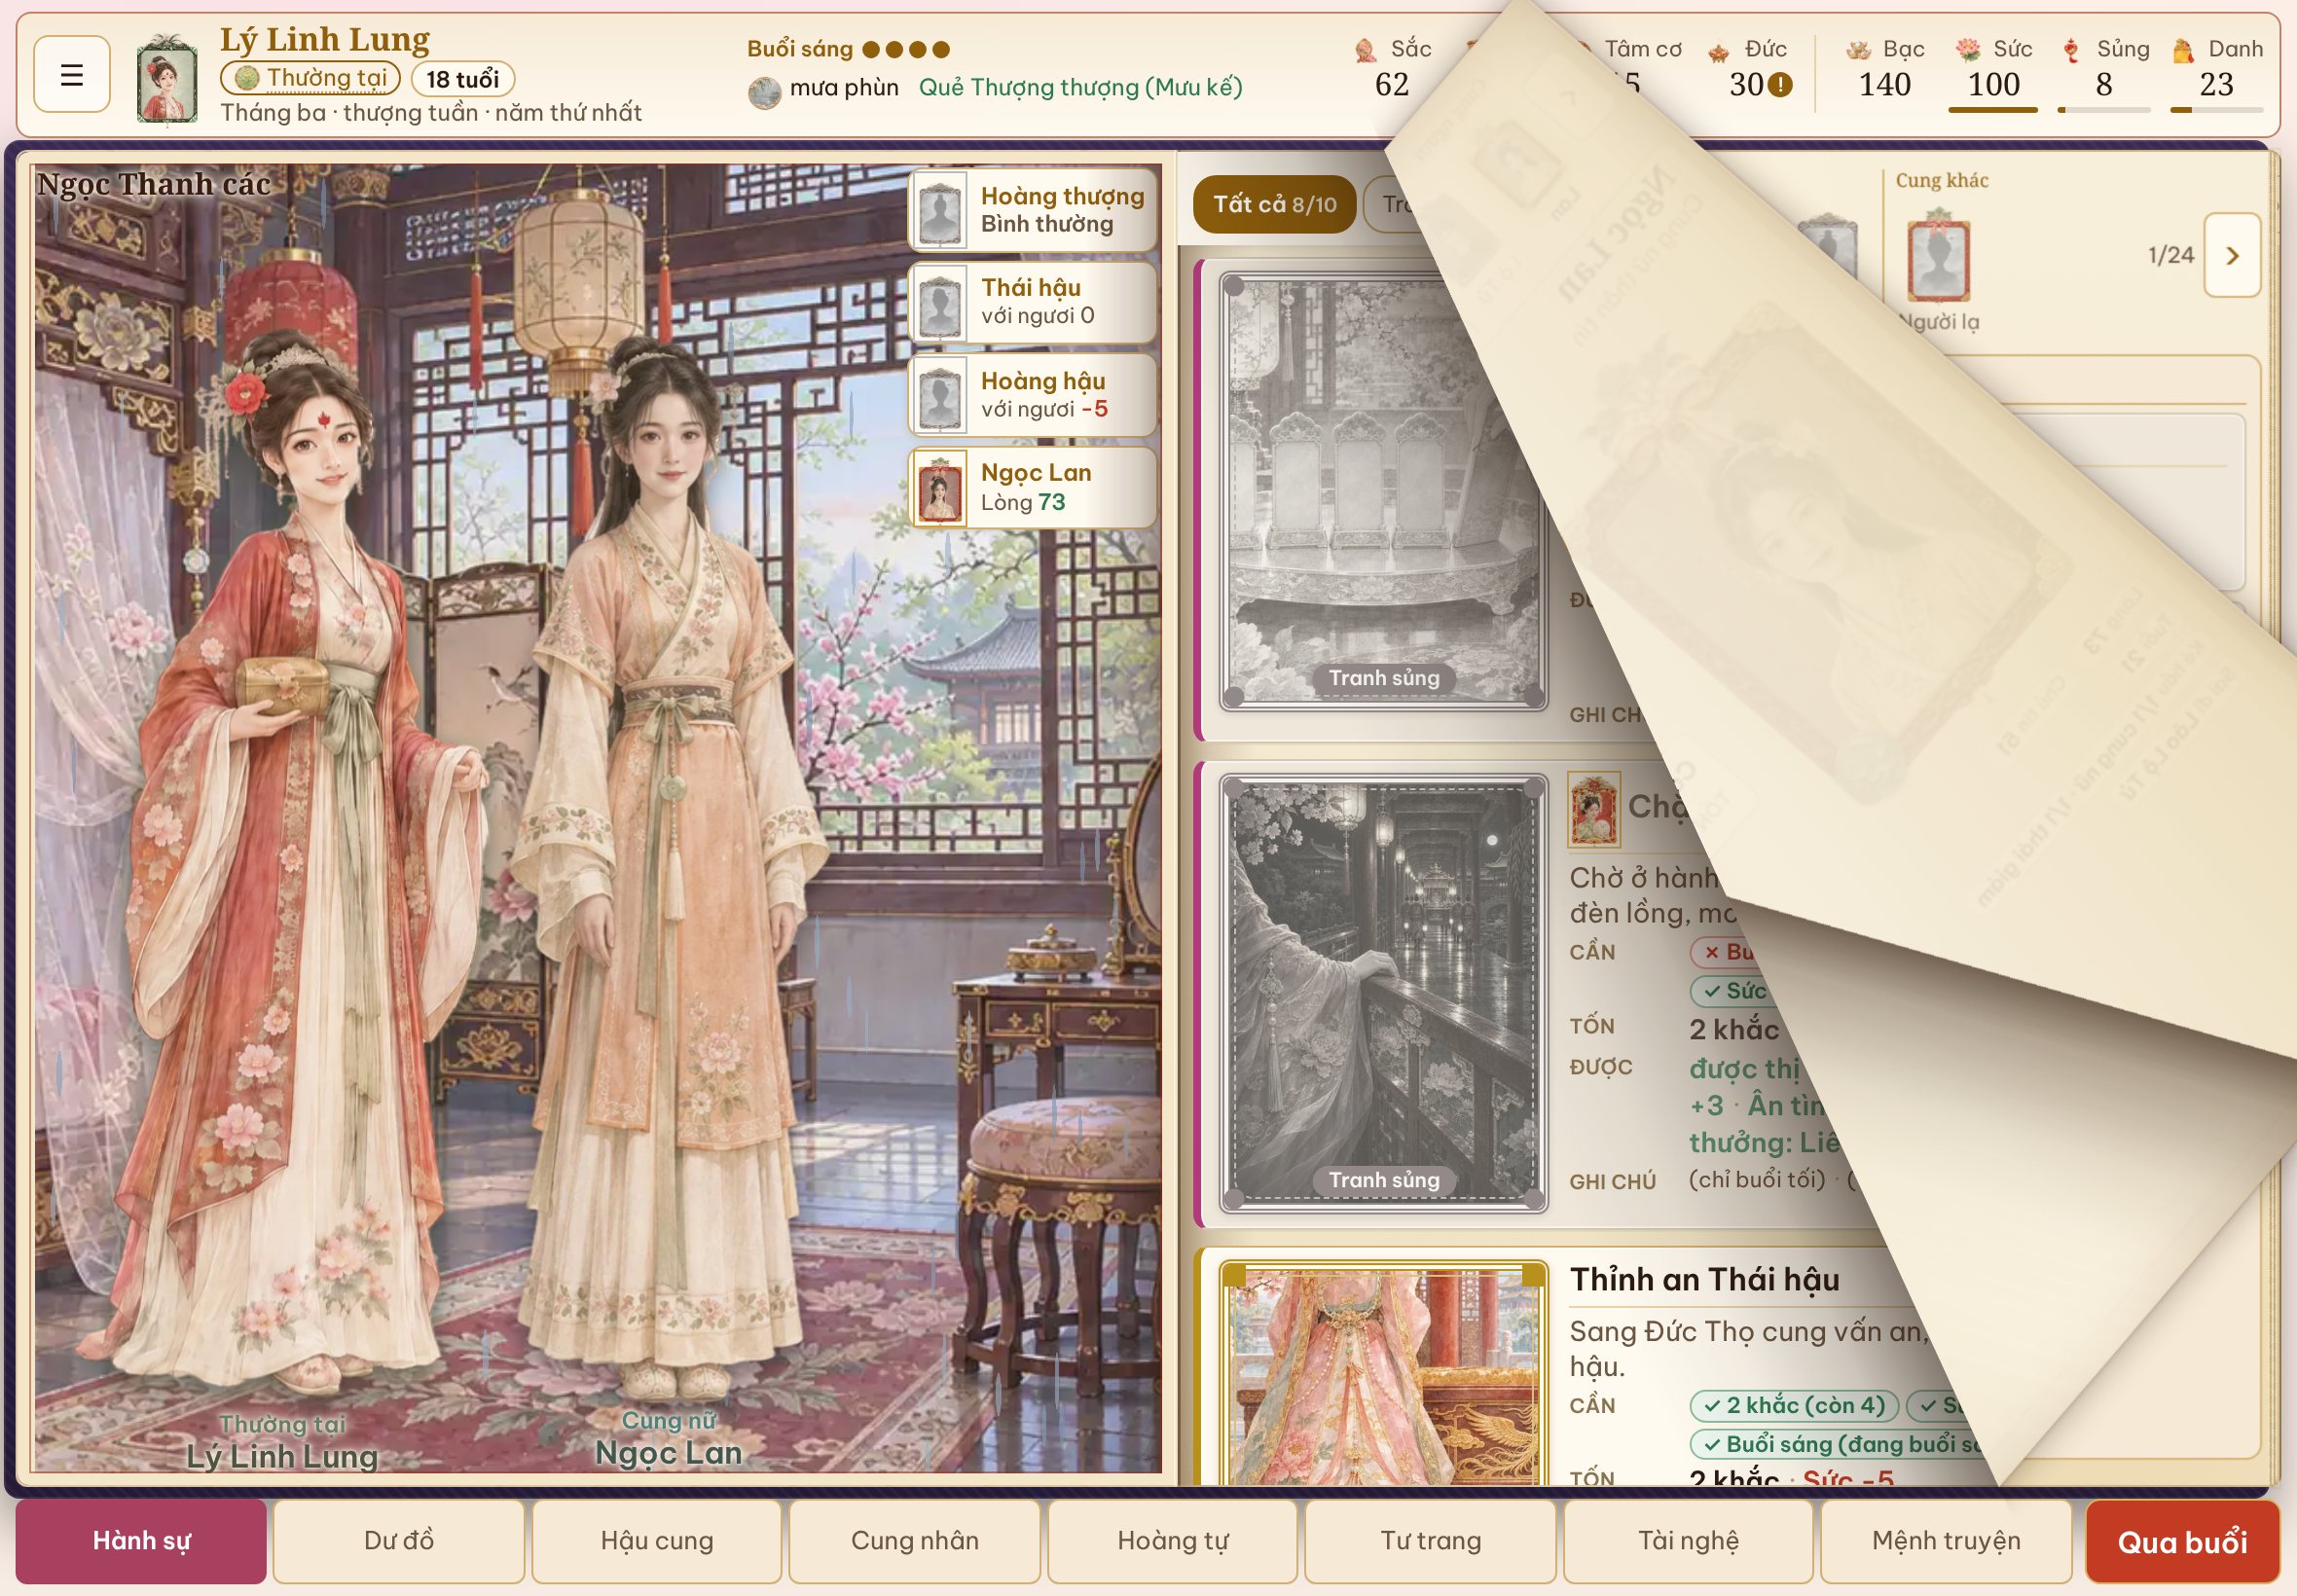 Lý Linh Lung
Thường tại
18 tuổi
Tháng ba · thượng tuần · năm thứ nhất
Buổi sáng
mưa phùn Quẻ Thượng thượng (Mưu kế)
Sắc
62
Tâm cơ
Đức
30
Bạc
140
Sức
100
Sủng
8
Danh
23
Ngọc Thanh các
Hoàng thượng
Bình thường
Thái hậu
với ngươi 0
Hoàng hậu
với ngươi -5
Ngọc Lan
Lòng 73
Thường tại
Lý Linh Lung
Cung nữ
Ngọc Lan
Tất cả 8/10
Cung khác
1/24
Người lạ
Tranh sủng
GHI CH
Chờ ở hành
đèn lồng,
CẦN
✓ Sức
TỐN
2 khắc
ĐƯỢC
được thị
+3 · Ân tìn
thưởng: Liê
GHI CHÚ
(chỉ buổi tối) · (
Tranh sủng
Thỉnh an Thái hậu
Sang Đức Thọ cung vấn an,
hậu.
CẦN
✓ 2 khắc (còn 4)
✓ Buổi sáng (đang buổi
TỐN
2 khắc · Sức -5
Ngọc Lan
Lòng 73
Hành sự
Dư đồ
Hậu cung
Cung nhân
Hoàng tự
Tư trang
Tài nghệ
Mệnh truyện
Qua buổi